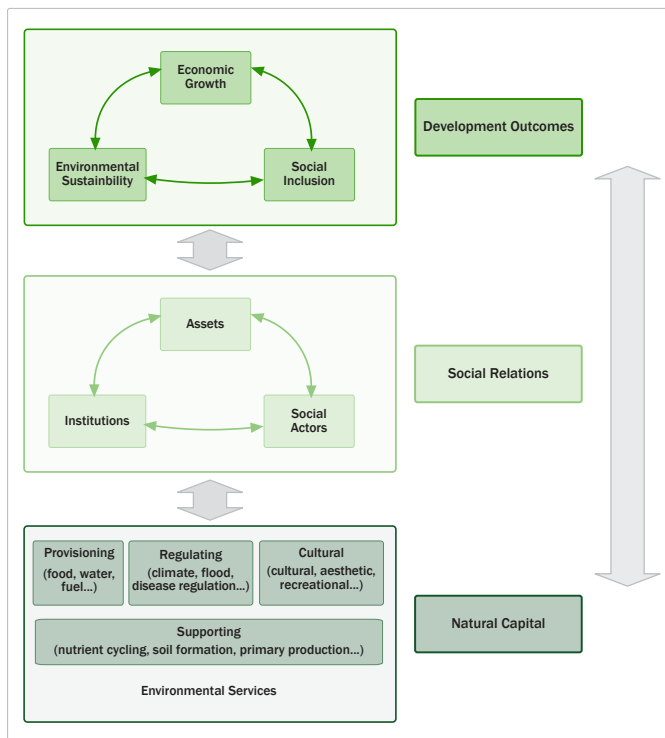 Economic
Growth
Environmental
Sustainbility
Social
Inclusion
Development Outcomes
Assets
Institutions
Social
Actors
Social Relations
Provisioning
(food, water,
fuel...)
Regulating
(climate, flood,
disease regulation...)
Cultural
(cultural, aesthetic,
recreational...)
Supporting
(nutrient cycling, soil formation, primary production...)
Environmental Services
Natural Capital